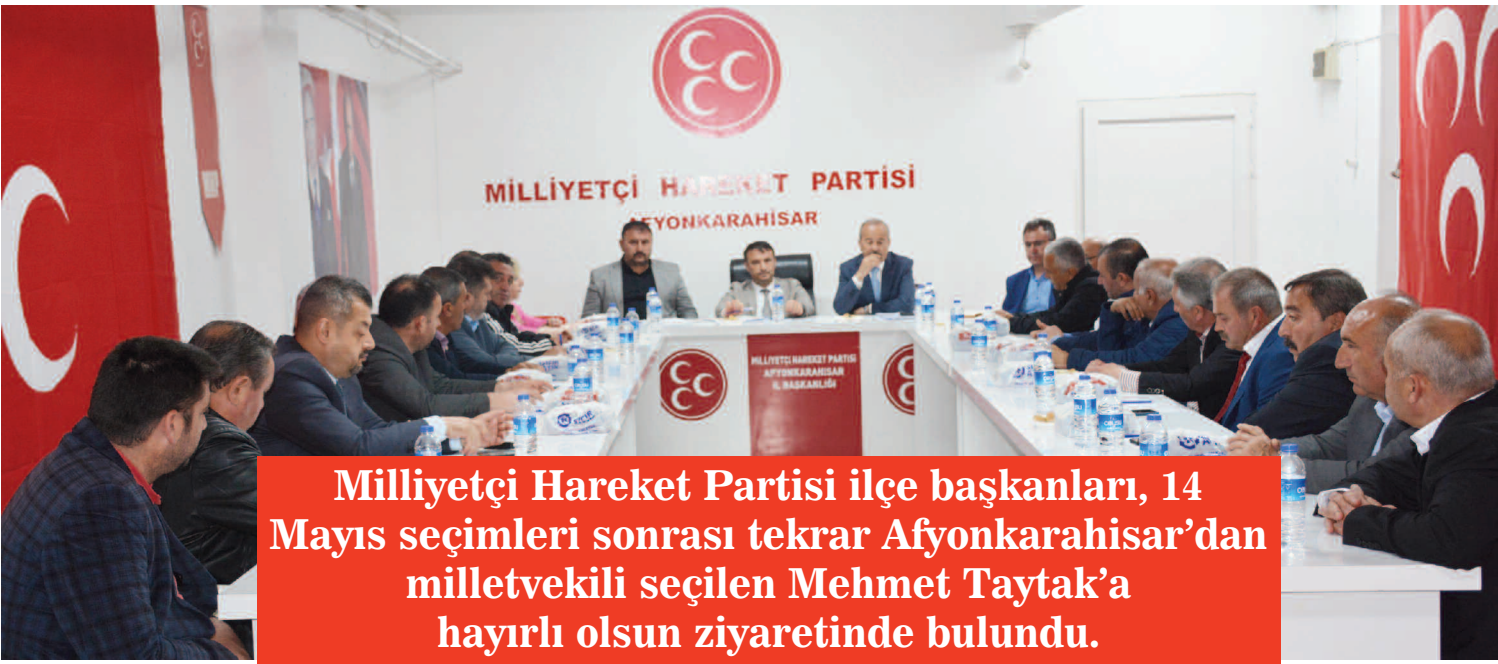 MİLLİYETÇİ HAREKET PARTİSİ
AFYONKARAHİSAR
MİLLİYETÇİ HAREKET PARTİSİ
AFYONKARAHİSAR
İL BAŞKANLIĞI
Milliyetçi Hareket Partisi ilçe başkanları, 14
Mayıs seçimleri sonrası tekrar Afyonkarahisar’dan
milletvekili seçilen Mehmet Taytak’a
hayırlı olsun ziyaretinde bulundu.